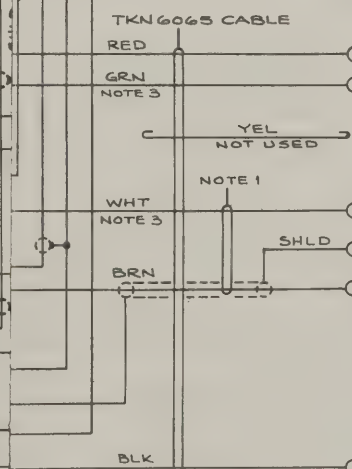 TKN6065 CABLE
RED
GRN
NOTE 3
YEL
NOT USED
NOTE 1
WHT
NOTE 3
SHLD
BRN
BLK